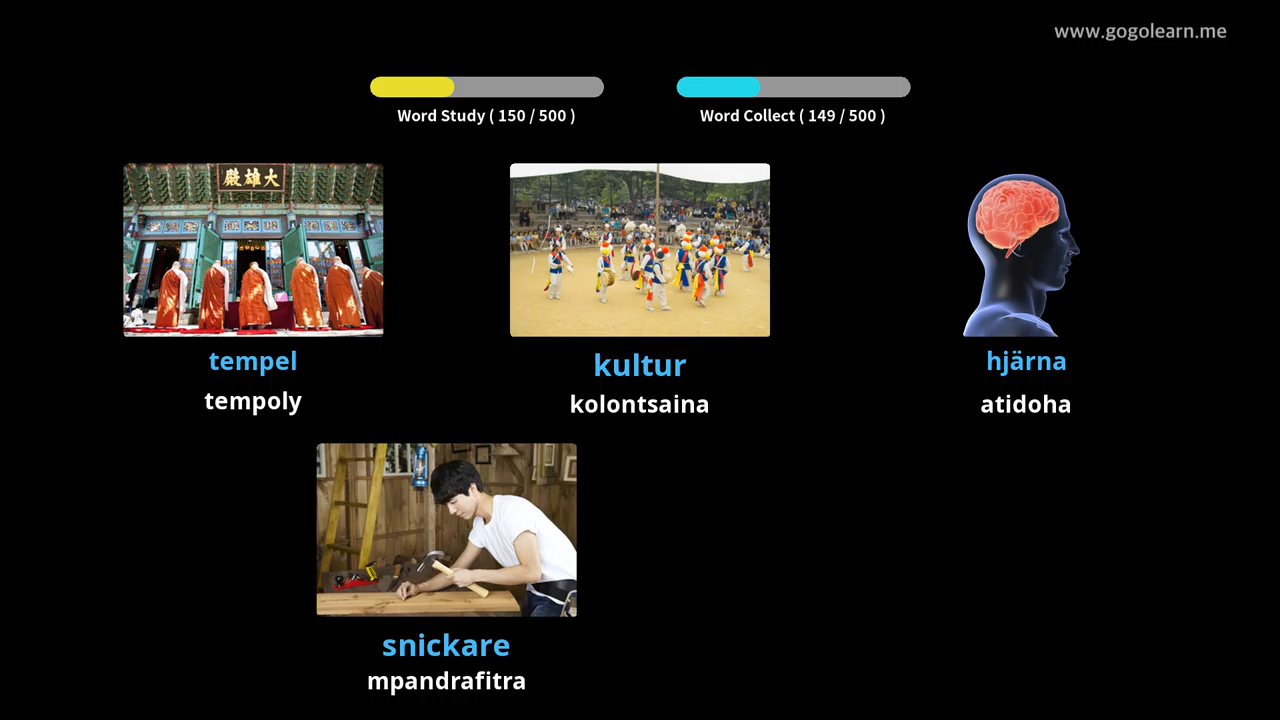 www.gogolearn.me
Word Study ( 150 / 500 )
Word Collect ( 149 / 500 )
殿雄大
tempel
kultur
hjärna
tempoly
kolontsaina
atidoha
snickare
mpandrafitra